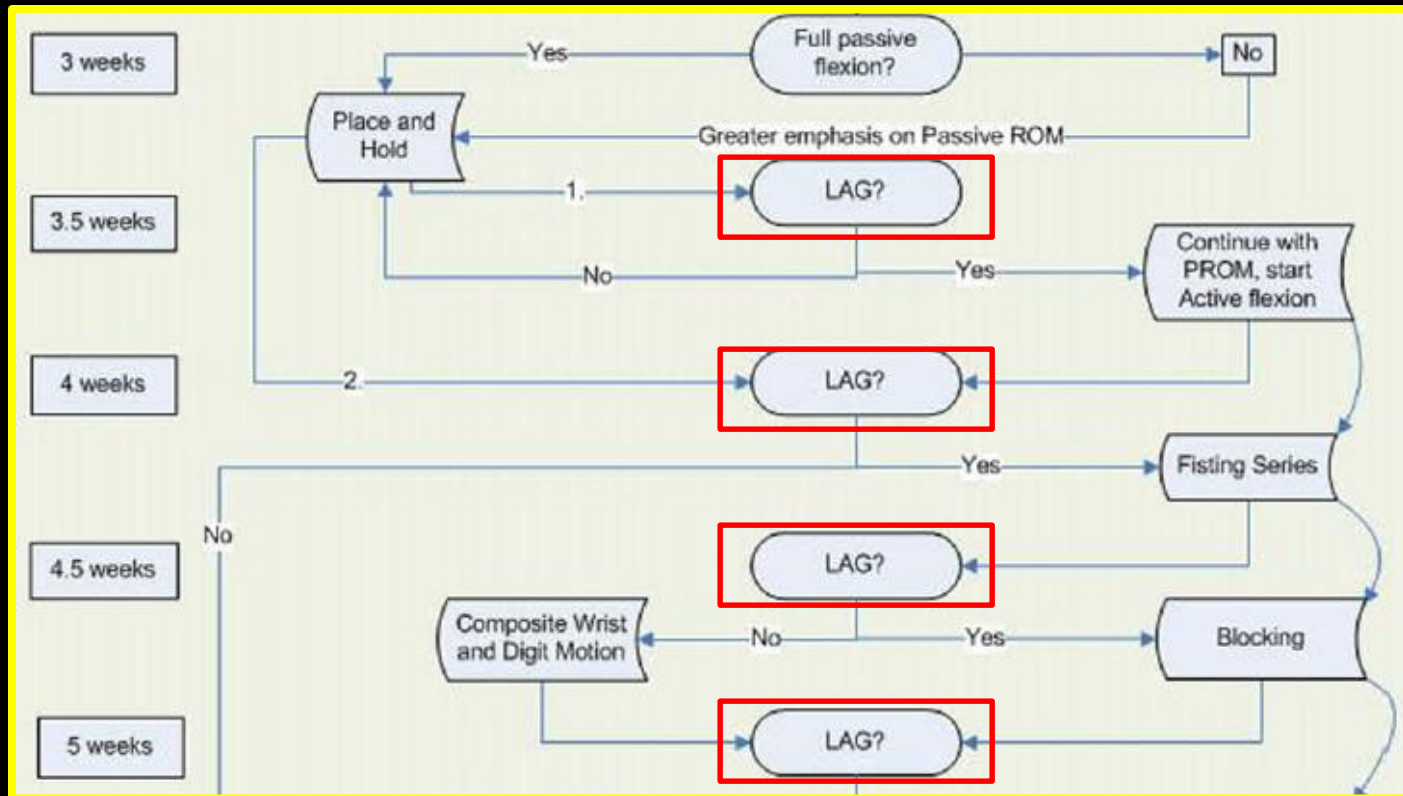 3 weeks
Yes
Full passive
flexion?
No
Place and
Hold
Greater emphasis on Passive ROM
1.
LAG?
3.5 weeks
No
Yes
Continue with
PROM, start
Active flexion
4 weeks
2.
LAG?
Yes
Fisting Series
No
4.5 weeks
LAG?
Composite Wrist
and Digit Motion
No
Yes
Blocking
5 weeks
LAG?